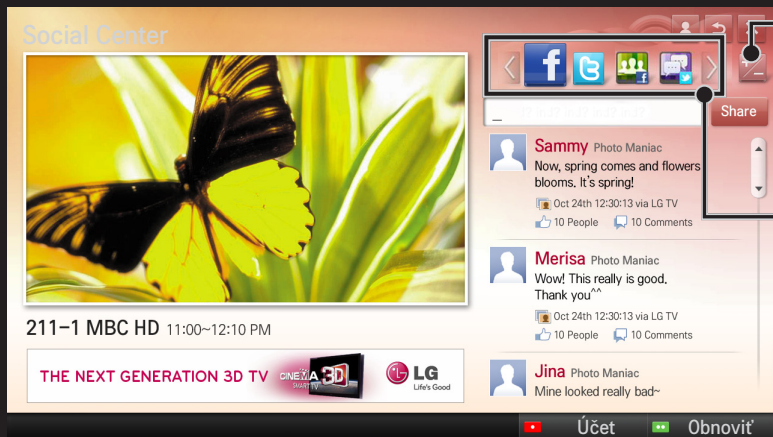 Social Center
f
t
f
Share
Sammy Photo Maniac
Now, spring comes and flowers
blooms. It's spring!
Oct 24th 12:30:13 via LG TV
10 People 10 Comments
Merisa Photo Maniac
Wow! This really is good.
Thank you^^
Oct 24th 12:30:13 via LG TV
10 People 10 Comments
Jina Photo Maniac
Mine looked really bad~
211-1 MBC HD 11:00~12:10 PM
THE NEXT GENERATION 3D TV CINEMA 3D SMART TV LG
Life's Good
Účet Obnoviť